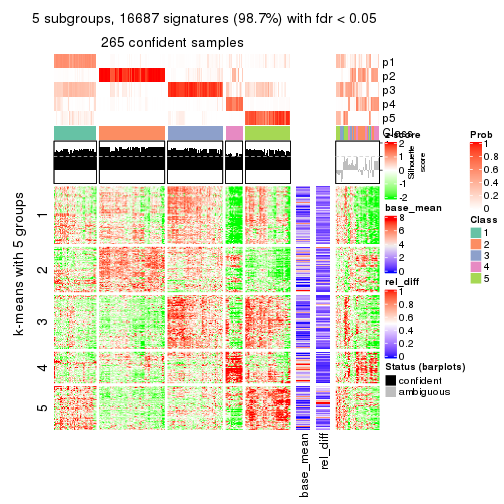 5 subgroups, 16687 signatures (98.7%) with fdr < 0.05
265 confident samples
p1
p2
p3
p4
p5
Class
Silhouette
score
k-means with 5 groups
1
2
3
4
5
base_mean
rel_diff
z-score
2
1
0
-1
-2
base_mean
8
6
4
2
0
rel_diff
1
0.8
0.6
0.4
0.2
0
Status (barplots)
confident
ambiguous
Prob
1
0.8
0.6
0.4
0.2
0
Class
1
2
3
4
5